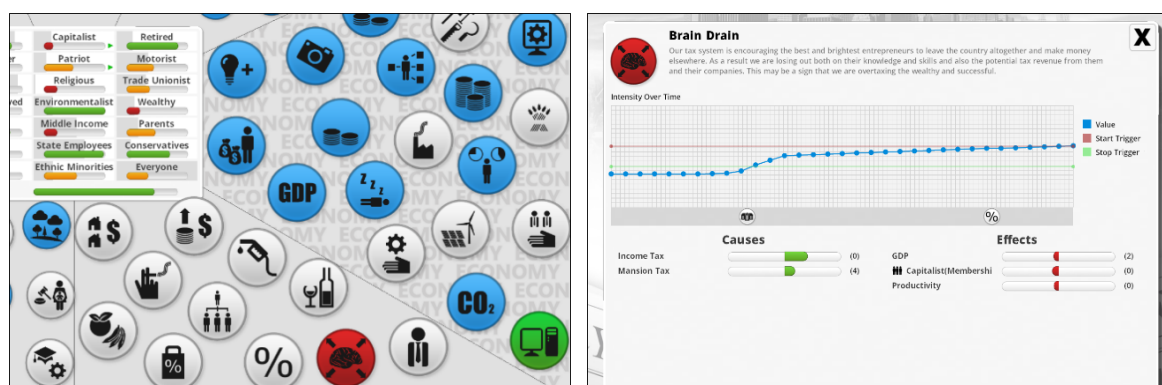 Capitalist
Retired
Patriot
Motorist
Religious
Trade Unionist
Environmentalist
Wealthy
Middle Income
Parents
State Employees
Conservatives
Ethnic Minorities
Everyone
ECONOMY
GDP
z z z
CO2
$
$
%
%
Brain Drain
X
Our tax system is encouraging the best and brightest entrepreneurs to leave the country altogether and make money
elsewhere. As a result we are losing out both on their knowledge and skills and also the potential tax revenue from them
and their companies. This may be a sign that we are overtaxing the wealthy and successful.
Intensity Over Time
Value
Start Trigger
Stop Trigger
%
Causes
Effects
Income Tax (0)
GDP (2)
Mansion Tax (4)
Capitalist(Membershi (0)
Productivity (0)